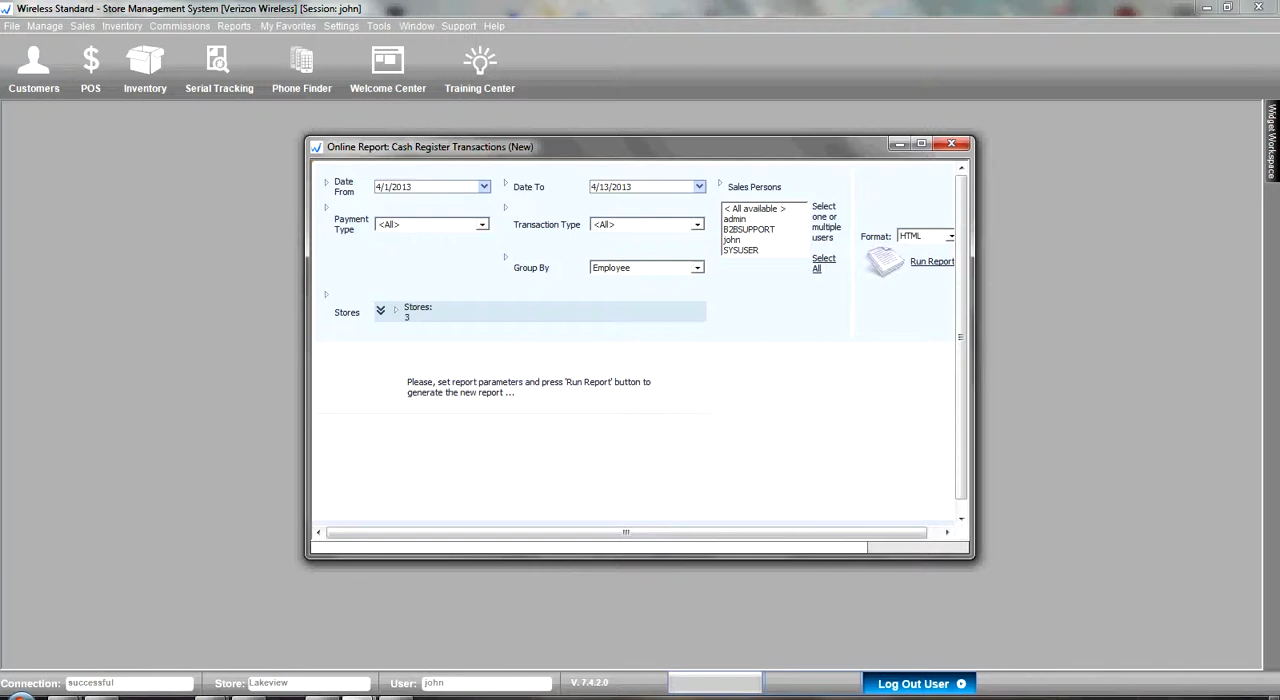 Wireless Standard - Store Management System [Verizon Wireless] [Session: john]
File Manage Sales Inventory Commissions Reports My Favorites Settings Tools Window Support Help
Customers POS Inventory Serial Tracking Phone Finder Welcome Center Training Center
Widget Workspace
Online Report: Cash Register Transactions (New)
Date From 4/1/2013 Date To 4/13/2013 Sales Persons
Payment Type <All> Transaction Type <All>
Group By Employee
< All available >
admin
B2BSUPPORT
john
SYSUSER
Select one or multiple users
Select All
Format: HTML
Run Report
Stores Stores:
3
Please, set report parameters and press 'Run Report' button to
generate the new report ...
Connection: successful Store: Lakeview User: john V. 7.4.2.0 Log Out User